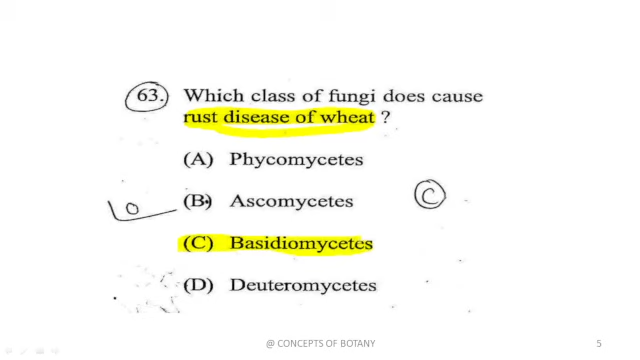 63. Which class of fungi does cause
rust disease of wheat ?
(A) Phycomycetes
(B) Ascomycetes
C
(C) Basidiomycetes
(D) Deuteromycetes
@ CONCEPTS OF BOTANY
5